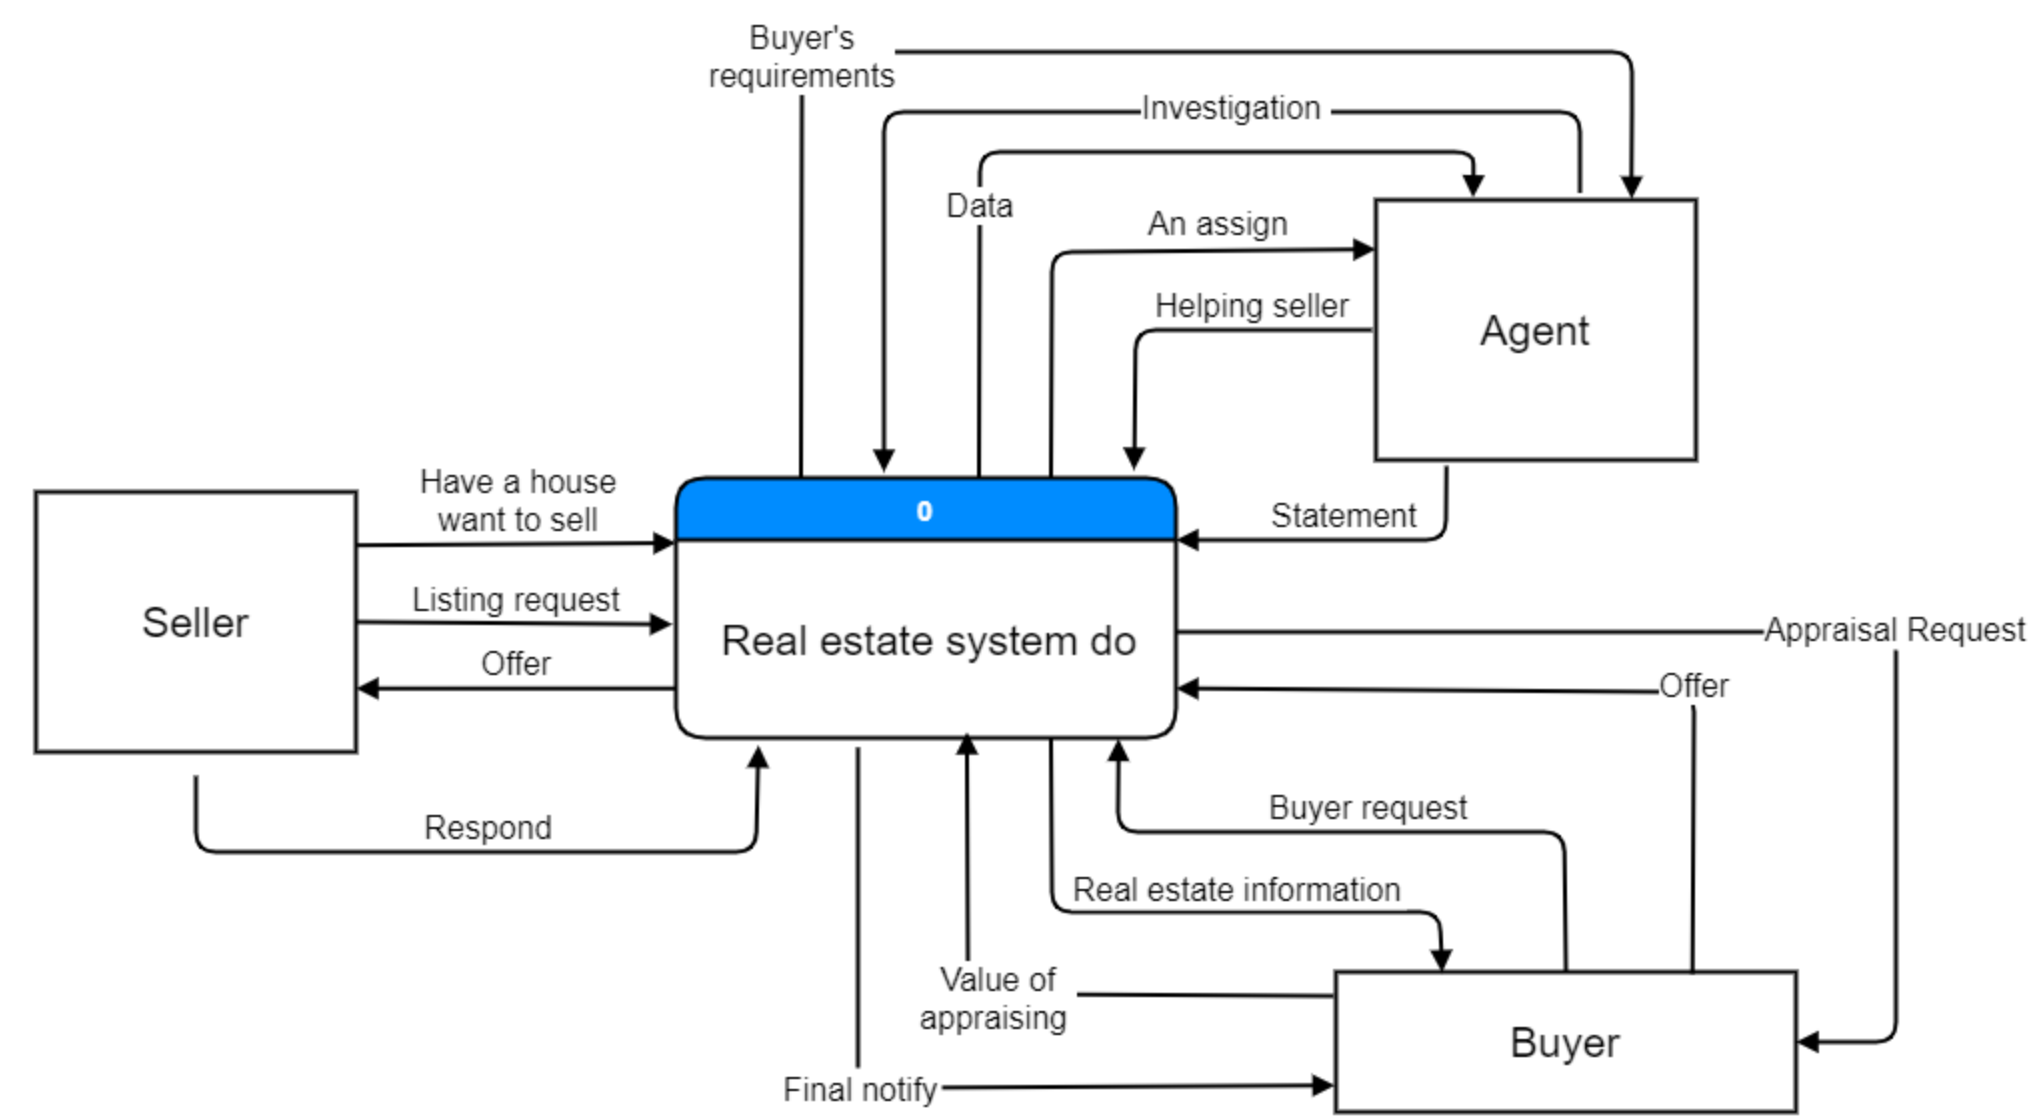 Buyer's
requirements
Investigation
Data
An assign
Helping seller
Agent
Have a house
want to sell
0
Statement
Listing request
Seller
Real estate system do
Appraisal Request
Offer
Offer
Respond
Buyer request
Real estate information
Value of
appraising
Buyer
Final notify